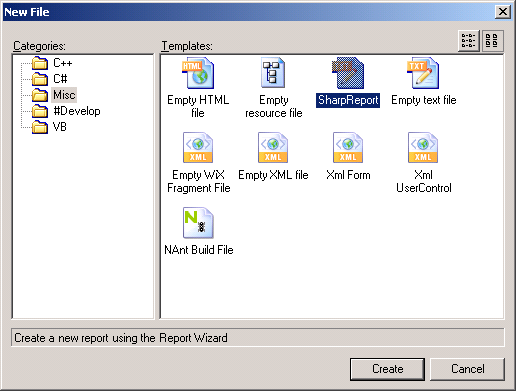 New File
Categories:
Templates:
C++
C#
Misc
#Develop
VB
HTML
TXT
Empty HTML
file
Empty
resource file
SharpReport
Empty text file
XML
XML
XML
XML
Empty WiX
Fragment File
Empty XML file
Xml Form
Xml
UserControl
N
NAnt Build File
Create a new report using the Report Wizard
Create
Cancel